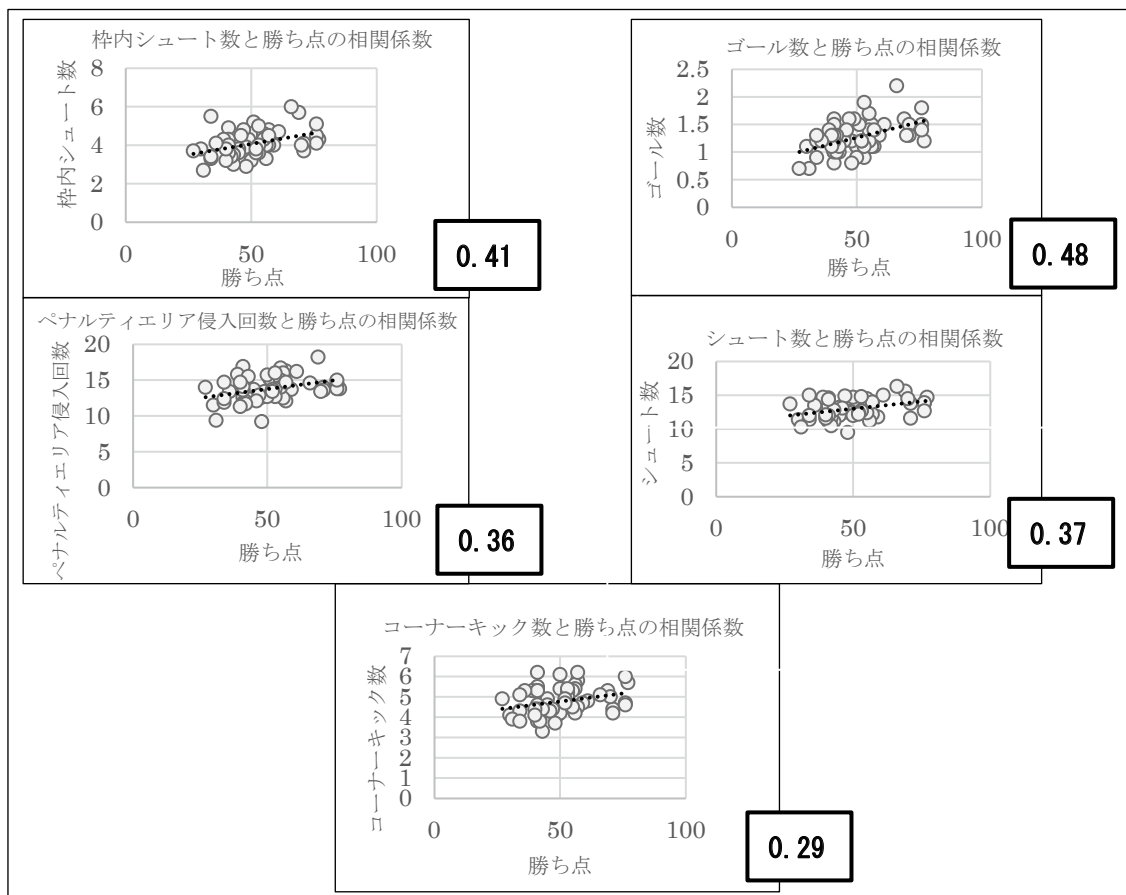 枠内シュート数と勝ち点の相関係数
枠内シュート数
8
6
4
2
0
0 50 100
勝ち点
0.41
ゴール数と勝ち点の相関係数
ゴール数
2.5
2
1.5
1
0.5
0
0 50 100
勝ち点
0.48
ペナルティエリア侵入回数と勝ち点の相関係数
ペナルティエリア侵入回数
20
15
10
5
0
0 50 100
勝ち点
0.36
シュート数と勝ち点の相関係数
シュート数
20
15
10
5
0
0 50 100
勝ち点
0.37
コーナーキック数と勝ち点の相関係数
コーナーキック数
7
6
5
4
3
2
1
0
0 50 100
勝ち点
0.29